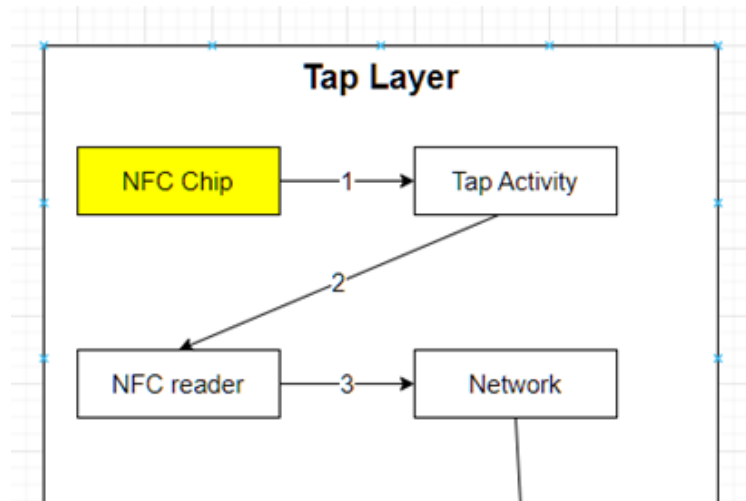 Tap Layer
NFC Chip
1
Tap Activity
2
NFC reader
3
Network